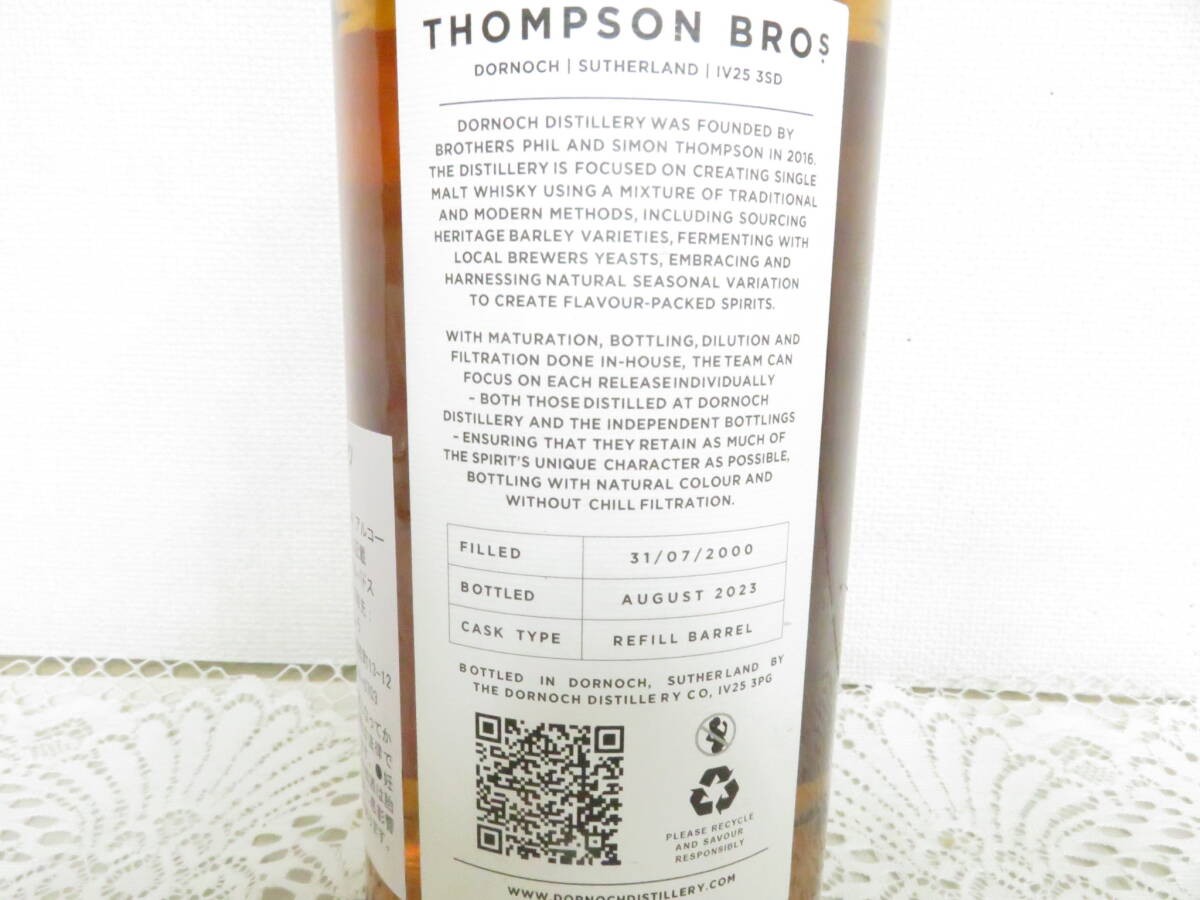 THOMPSON BROS
DORNOCH | SUTHERLAND | IV25 3SD
DORNOCH DISTILLERY WAS FOUNDED BY
BROTHERS PHIL AND SIMON THOMPSON IN 2016.
THE DISTILLERY IS FOCUSED ON CREATING SINGLE
MALT WHISKY USING A MIXTURE OF TRADITIONAL
AND MODERN METHODS, INCLUDING SOURCING
HERITAGE BARLEY VARIETIES, FERMENTING WITH
LOCAL BREWERS YEASTS, EMBRACING AND
HARNESSING NATURAL SEASONAL VARIATION
TO CREATE FLAVOUR-PACKED SPIRITS.
WITH MATURATION, BOTTLING, DILUTION AND
FILTRATION DONE IN-HOUSE, THE TEAM CAN
FOCUS ON EACH RELEASE INDIVIDUALLY
- BOTH THOSE DISTILLED AT DORNOCH
DISTILLERY AND THE INDEPENDENT BOTTLINGS
- ENSURING THAT THEY RETAIN AS MUCH OF
THE SPIRIT'S UNIQUE CHARACTER AS POSSIBLE,
BOTTLING WITH NATURAL COLOUR AND
WITHOUT CHILL FILTRATION.
FILLED 31/07/2000
BOTTLED AUGUST 2023
CASK TYPE REFILL BARREL
BOTTLED IN DORNOCH, SUTHERLAND BY
THE DORNOCH DISTILLERY CO, IV25 3PG
PLEASE RECYCLE
AND SAVOUR
RESPONSIBLY
WWW.DORNOCHDISTILLERY.COM
アルコー
13-12